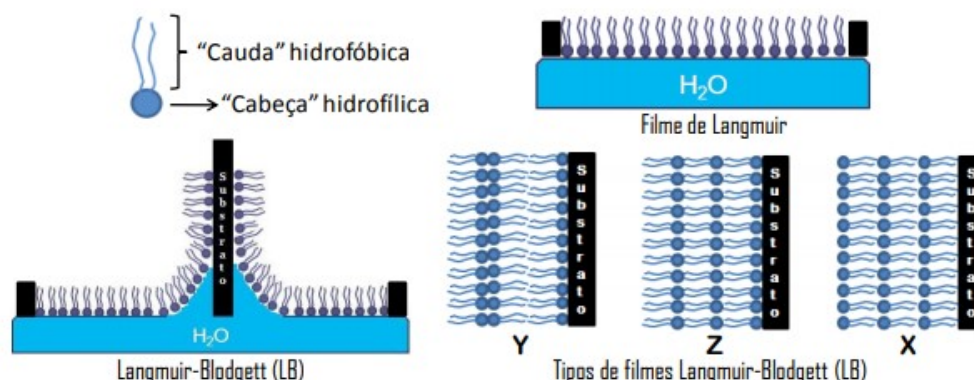 “Cauda” hidrofóbica
“Cabeça” hidrofílica
H₂O
Filme de Langmuir
Substrato
H₂O
Langmuir-Blodgett (LB)
Substrato
Substrato
Substrato
Y
Z
X
Tipos de filmes Langmuir-Blodgett (LB)